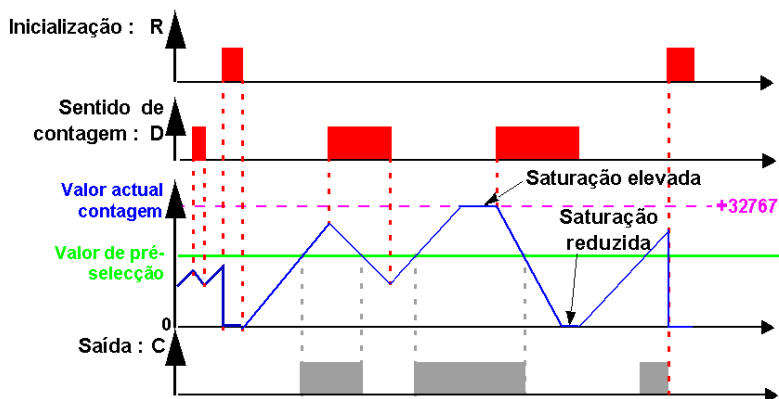 Inicialização : R
Sentido de
contagem : D
Valor actual
contagem
Saturação elevada
+32767
Saturação
reduzida
Valor de pré-
selecção
0
Saída : C